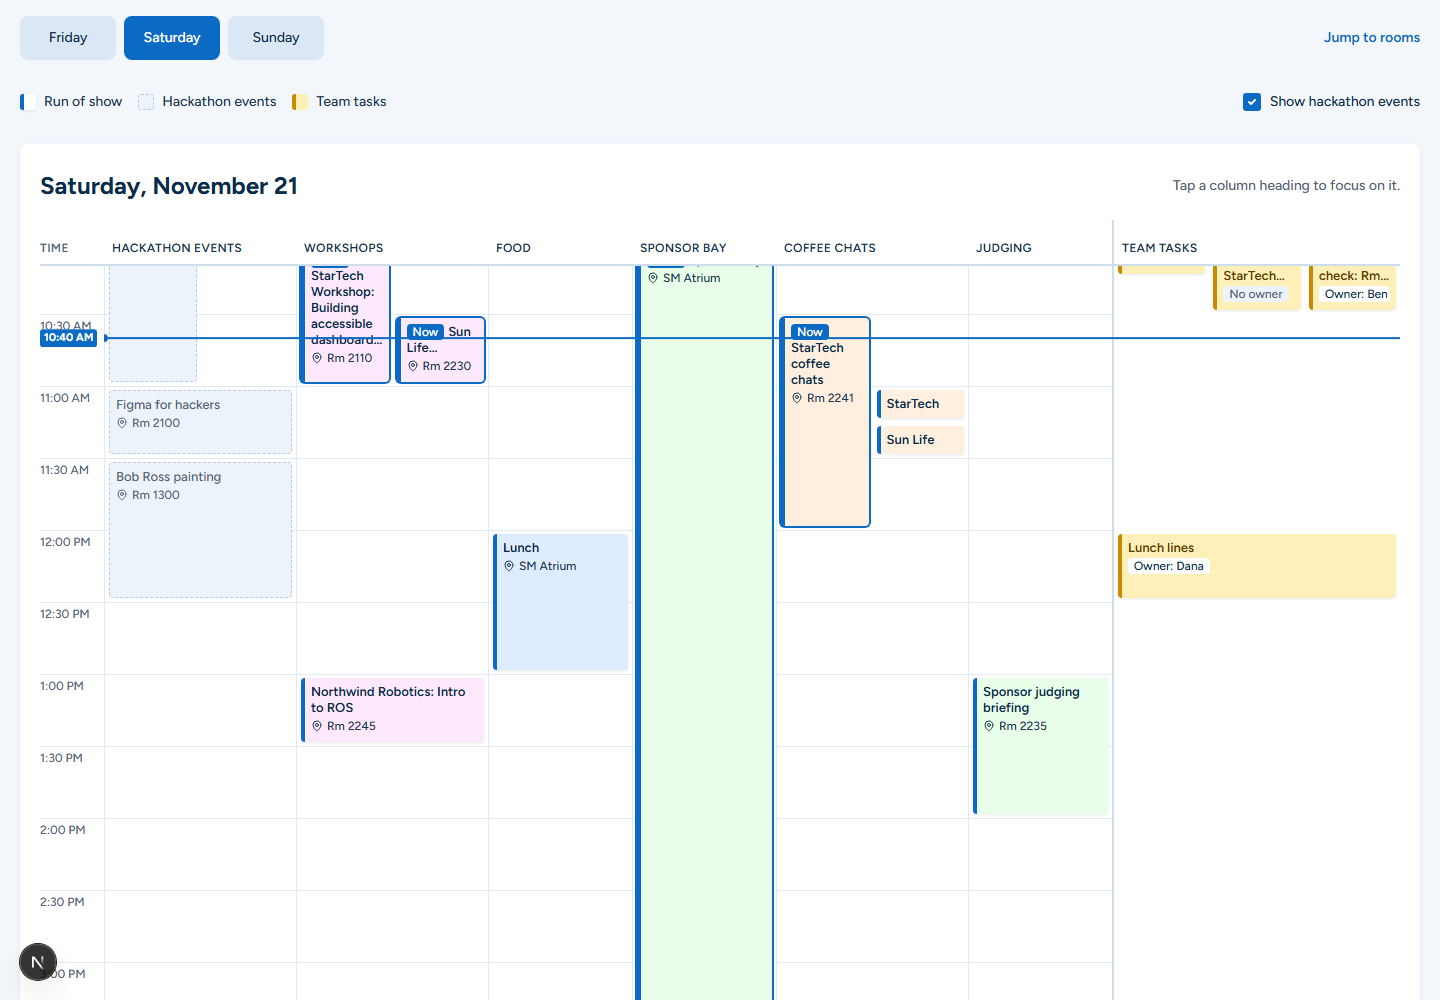 Friday
Saturday
Sunday
Jump to rooms
Run of show
Hackathon events
Team tasks
Show hackathon events
Saturday, November 21
Tap a column heading to focus on it.
TIME
HACKATHON EVENTS
WORKSHOPS
FOOD
SPONSOR BAY
COFFEE CHATS
JUDGING
TEAM TASKS
StarTech
Workshop:
Building
accessible
dashboard...
Rm 2110
SM Atrium
StarTech...
No owner
check: Rm...
Owner: Ben
10:30 AM
10:40 AM
Now Sun
Life...
Rm 2230
Now
StarTech
coffee
chats
Rm 2241
11:00 AM
Figma for hackers
Rm 2100
StarTech
Sun Life
11:30 AM
Bob Ross painting
Rm 1300
12:00 PM
Lunch
SM Atrium
Lunch lines
Owner: Dana
12:30 PM
1:00 PM
Northwind Robotics: Intro
to ROS
Rm 2245
Sponsor judging
briefing
Rm 2235
1:30 PM
2:00 PM
2:30 PM
N
:00 PM